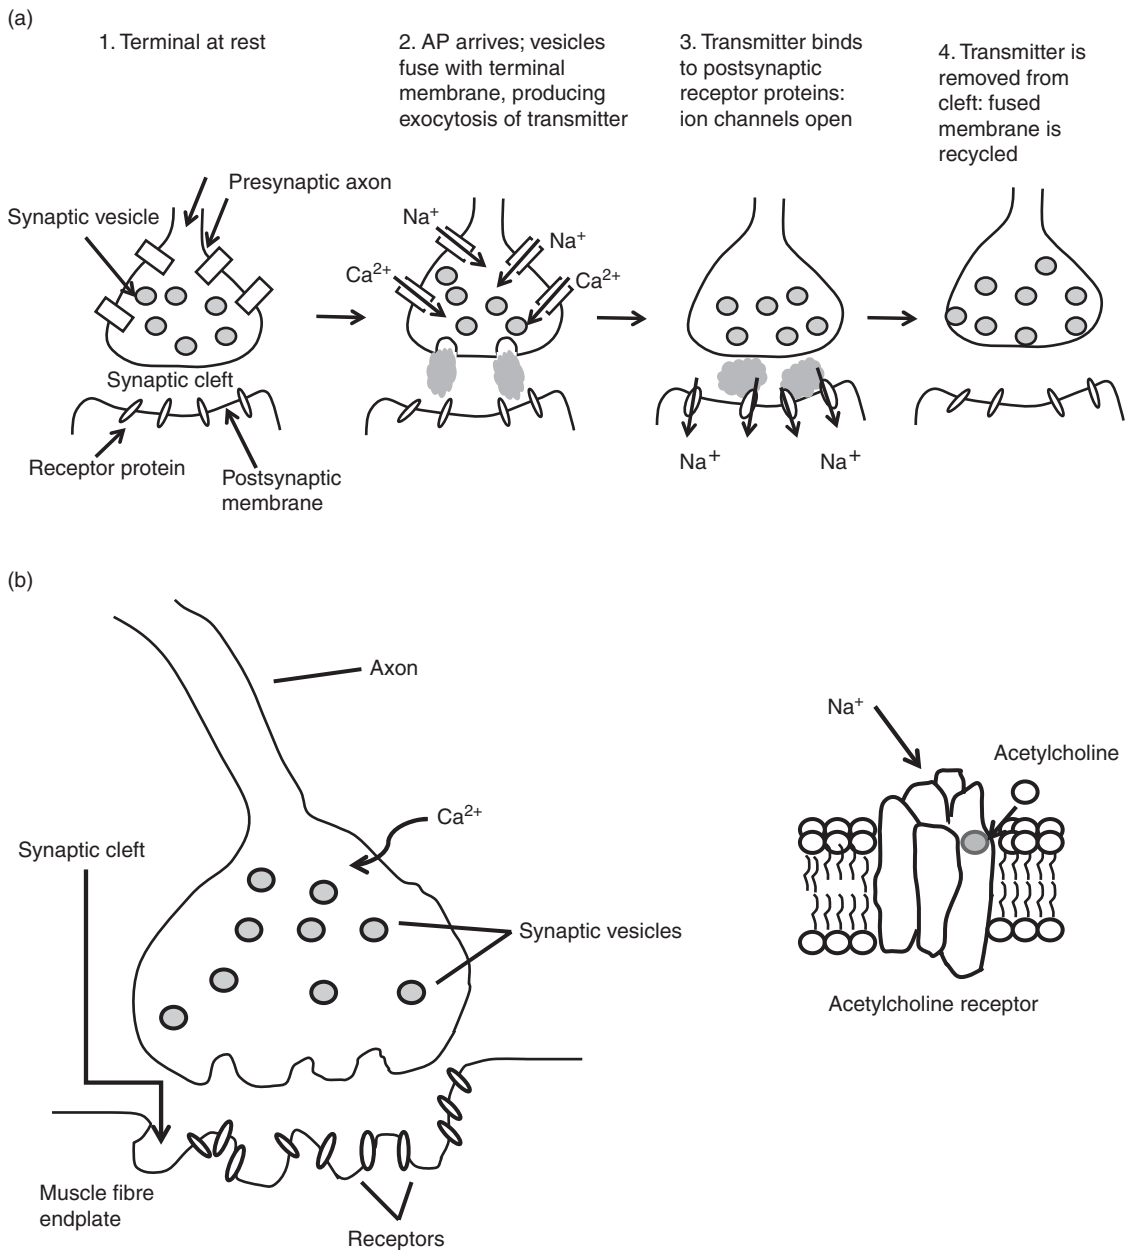 (a)
1. Terminal at rest
2. AP arrives; vesicles
fuse with terminal
membrane, producing
exocytosis of transmitter
3. Transmitter binds
to postsynaptic
receptor proteins:
ion channels open
4. Transmitter is
removed from
cleft: fused
membrane is
recycled
Presynaptic axon
Synaptic vesicle
Synaptic cleft
Receptor protein
Postsynaptic
membrane
Na⁺
Na⁺
Ca²⁺
Ca²⁺
Na⁺
Na⁺
(b)
Axon
Ca²⁺
Synaptic cleft
Synaptic vesicles
Muscle fibre
endplate
Receptors
Na⁺
Acetylcholine
Acetylcholine receptor